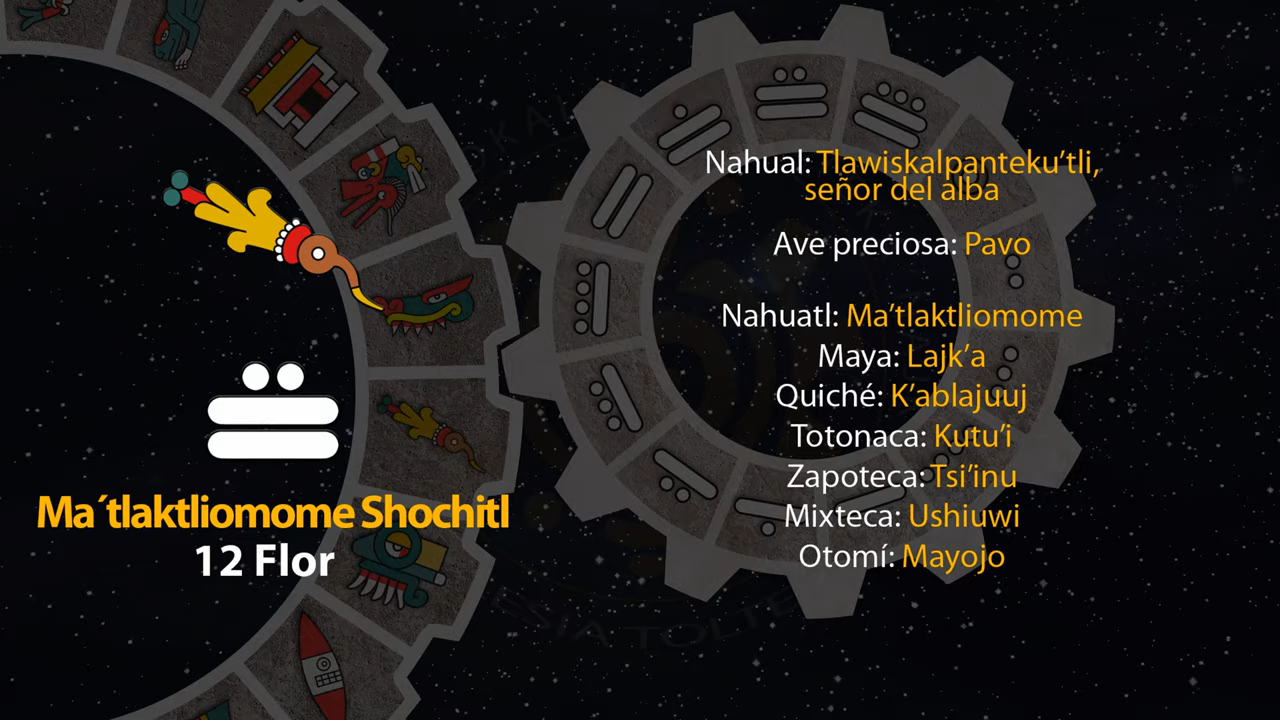 Ma´tlaktliomome Shochitl
12 Flor
Nahual: Tlawiskalpanteku’tli,
señor del alba
Ave preciosa: Pavo
Nahuatl: Ma’tlaktliomome
Maya: Lajk’a
Quiché: K’ablajuuj
Totonaca: Kutu’i
Zapoteca: Tsi’inu
Mixteca: Ushiuwi
Otomí: Mayojo